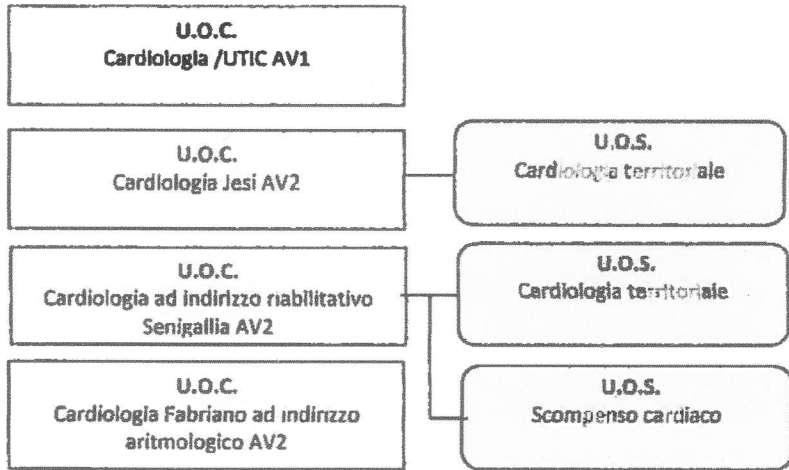 U.O.C.
Cardiologia /UTIC AV1
U.O.C.
Cardiologia Jesi AV2
U.O.S.
Cardiologia territoriale
U.O.C.
Cardiologia ad indirizzo riabilitativo
Senigallia AV2
U.O.S.
Cardiologia territoriale
U.O.C.
Cardiologia Fabriano ad indirizzo
aritmologico AV2
U.O.S.
Scompenso cardiaco